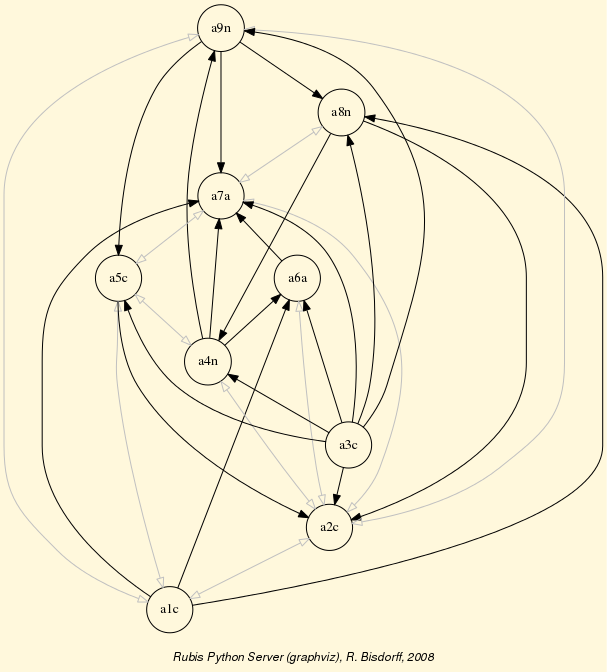 a9n
a8n
a7a
a5c
a6a
a4n
a3c
a2c
a1c
Rubis Python Server (graphviz), R. Bisdorff, 2008